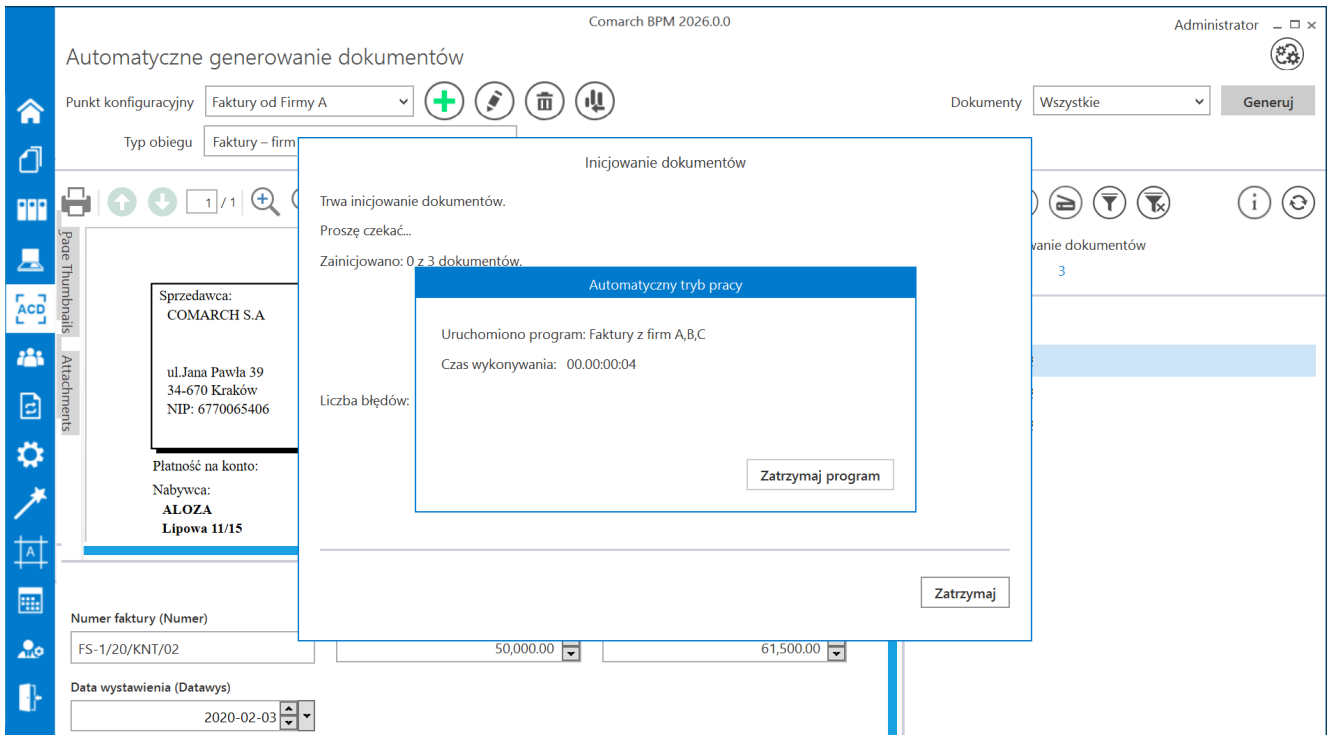 Comarch BPM 2026.0.0
Administrator
Automatyczne generowanie dokumentów
Punkt konfiguracyjny Faktury od Firmy A
Dokumenty Wszystkie Generuj
Typ obiegu Faktury – firm
Inicjowanie dokumentów
Trwa inicjowanie dokumentów.
Proszę czekać...
Zainicjowano: 0 z 3 dokumentów.
Automatyczny tryb pracy
Uruchomiono program: Faktury z firm A,B,C
Czas wykonywania: 00.00:00:04
Zatrzymaj program
Liczba błędów:
Zatrzymaj
1 / 1
wanie dokumentów
3
Page Thumbnails
Attachments
ACD
A
Sprzedawca:
COMARCH S.A
ul.Jana Pawła 39
34-670 Kraków
NIP: 6770065406
Płatność na konto:
Nabywca:
ALOZA
Lipowa 11/15
Numer faktury (Numer)
FS-1/20/KNT/02 50,000.00 61,500.00
Data wystawienia (Datawys)
2020-02-03